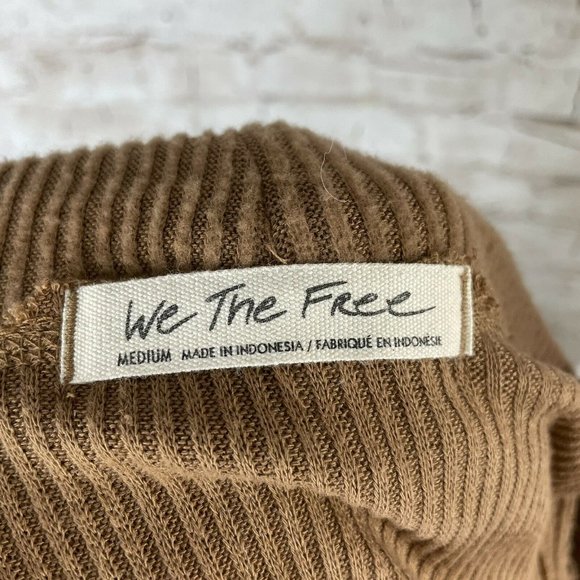 We The Free
MEDIUM MADE IN INDONESIA / FABRIQUÉ EN INDONÉSIE